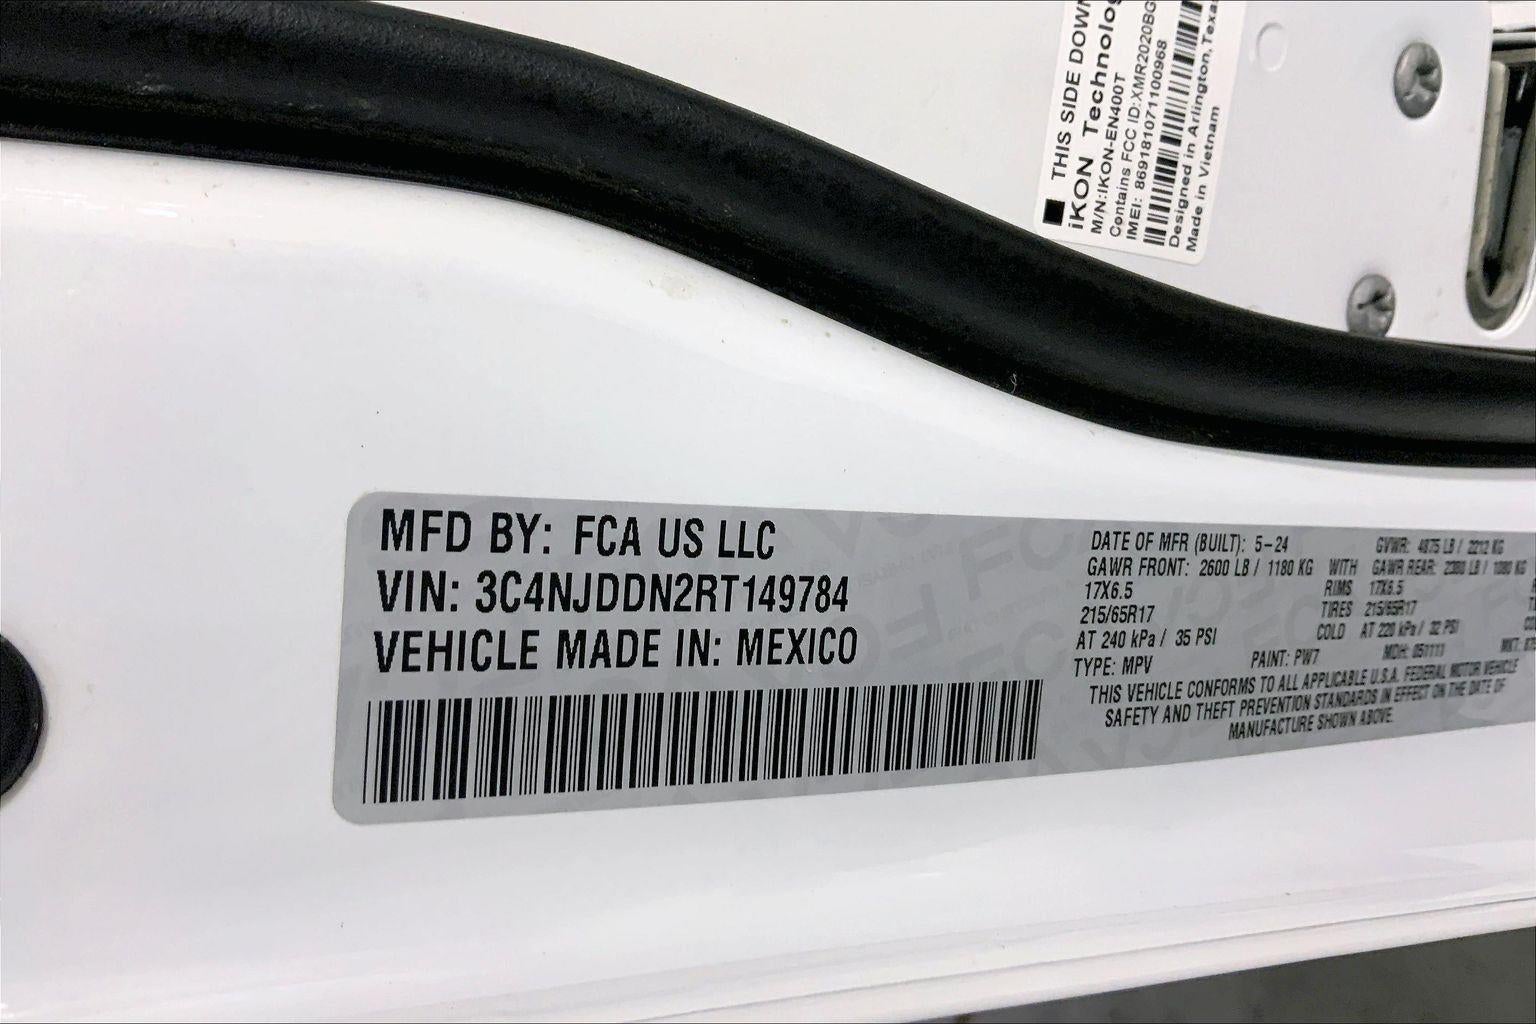 THIS SIDE DOWN
iKON Technolog
M/N:IKON-EN400T
Contains FCC ID:XMR2020BG
IMEI: 869181071100968
Designed in Arlington, Texas
Made in Vietnam
MFD BY: FCA US LLC
VIN: 3C4NJDDN2RT149784
VEHICLE MADE IN: MEXICO
DATE OF MFR (BUILT): 5-24 GVWR: 4875 LB / 2212 KG
GAWR FRONT: 2600 LB / 1180 KG WITH GAWR REAR: 2380 LB / 1080 KG
17X6.5 RIMS 17X6.5
215/65R17 TIRES 215/65R17
AT 240 kPa / 35 PSI COLD AT 220 kPa / 32 PSI
TYPE: MPV PAINT: PW7 MDH: 051113 MKT:
THIS VEHICLE CONFORMS TO ALL APPLICABLE U.S.A. FEDERAL MOTOR VEHICLE
SAFETY AND THEFT PREVENTION STANDARDS IN EFFECT ON THE DATE OF
MANUFACTURE SHOWN ABOVE.